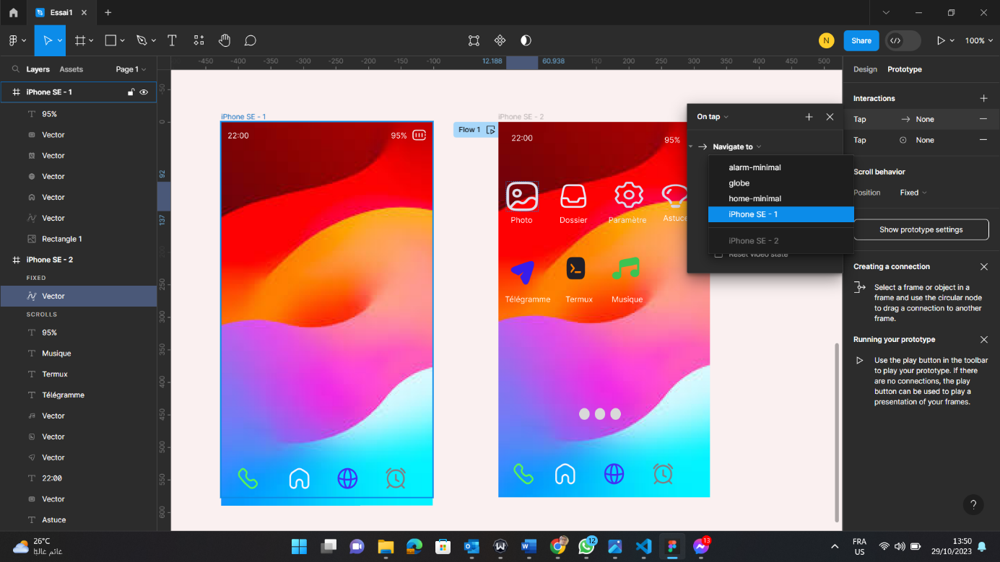 Essai1
N
Share
100%
Layers
Assets
Page 1
-450
-400
-350
-300
-250
-200
-150
-100
12.188
60.938
150
200
250
300
350
400
450
500
Design
Prototype
iPhone SE - 1
95%
Vector
Vector
Vector
Vector
Vector
Rectangle 1
iPhone SE - 2
FIXED
Vector
SCROLLS
95%
Musique
Termux
Télégramme
Vector
Vector
Vector
22:00
Vector
Astuce
-50
0
92
137
200
250
300
350
400
450
500
550
600
iPhone SE - 1
22:00
95%
Flow 1
iPhone SE - 2
22:00
95%
Photo
Dossier
Paramètre
Astuce
Télégramme
Termux
Musique
On tap
Navigate to
alarm-minimal
globe
home-minimal
iPhone SE - 1
iPhone SE - 2
Reset video state
Interactions
Tap
None
Tap
None
Scroll behavior
Position
Fixed
Show prototype settings
Creating a connection
Select a frame or object in a
frame and use the circular node
to drag a connection to another
frame.
Running your prototype
Use the play button in the toolbar
to play your prototype. If there
are no connections, the play
button can be used to play a
presentation of your frames.
?
26°C
غائم غالبًا
12
13
FRA
US
13:50
29/10/2023